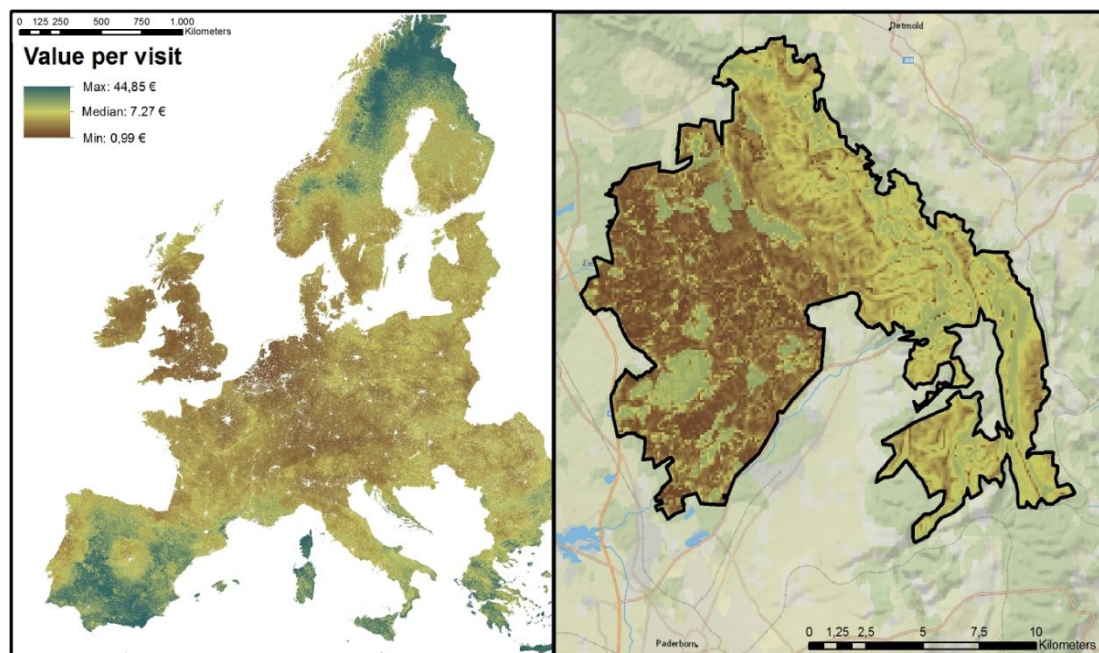 0 125 250 500 750 1.000
Kilometers
Value per visit
Max: 44,85 €
Median: 7.27 €
Min: 0,99 €
Detmold
Paderborn
0 1,25 2,5 5 7,5 10
Kilometers